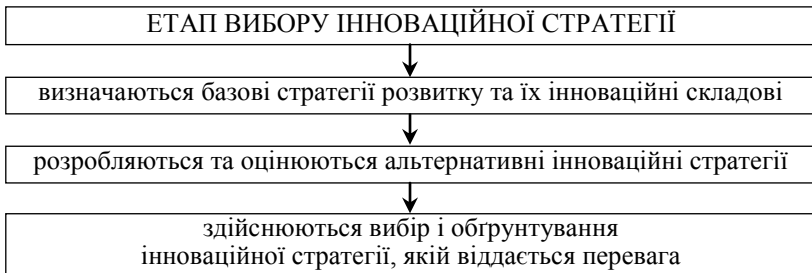 ЕТАП ВИБОРУ ІННОВАЦІЙНОЇ СТРАТЕГІЇ
визначаються базові стратегії розвитку та їх інноваційні складові
розробляються та оцінюються альтернативні інноваційні стратегії
здійснюються вибір і обґрунтування
інноваційної стратегії, якій віддається перевага